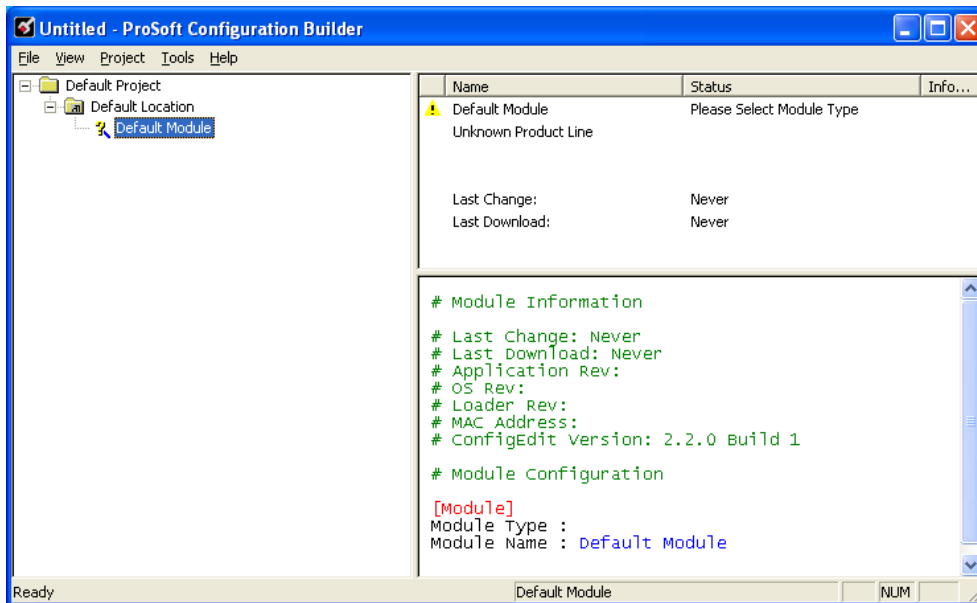 Untitled - ProSoft Configuration Builder
File View Project Tools Help
Default Project
Default Location
Default Module
Name Status Info...
Default Module Please Select Module Type
Unknown Product Line
Last Change: Never
Last Download: Never
# Module Information
# Last Change: Never
# Last Download: Never
# Application Rev:
# OS Rev:
# Loader Rev:
# MAC Address:
# ConfigEdit Version: 2.2.0 Build 1
# Module Configuration
[Module]
Module Type :
Module Name : Default Module
Ready Default Module NUM